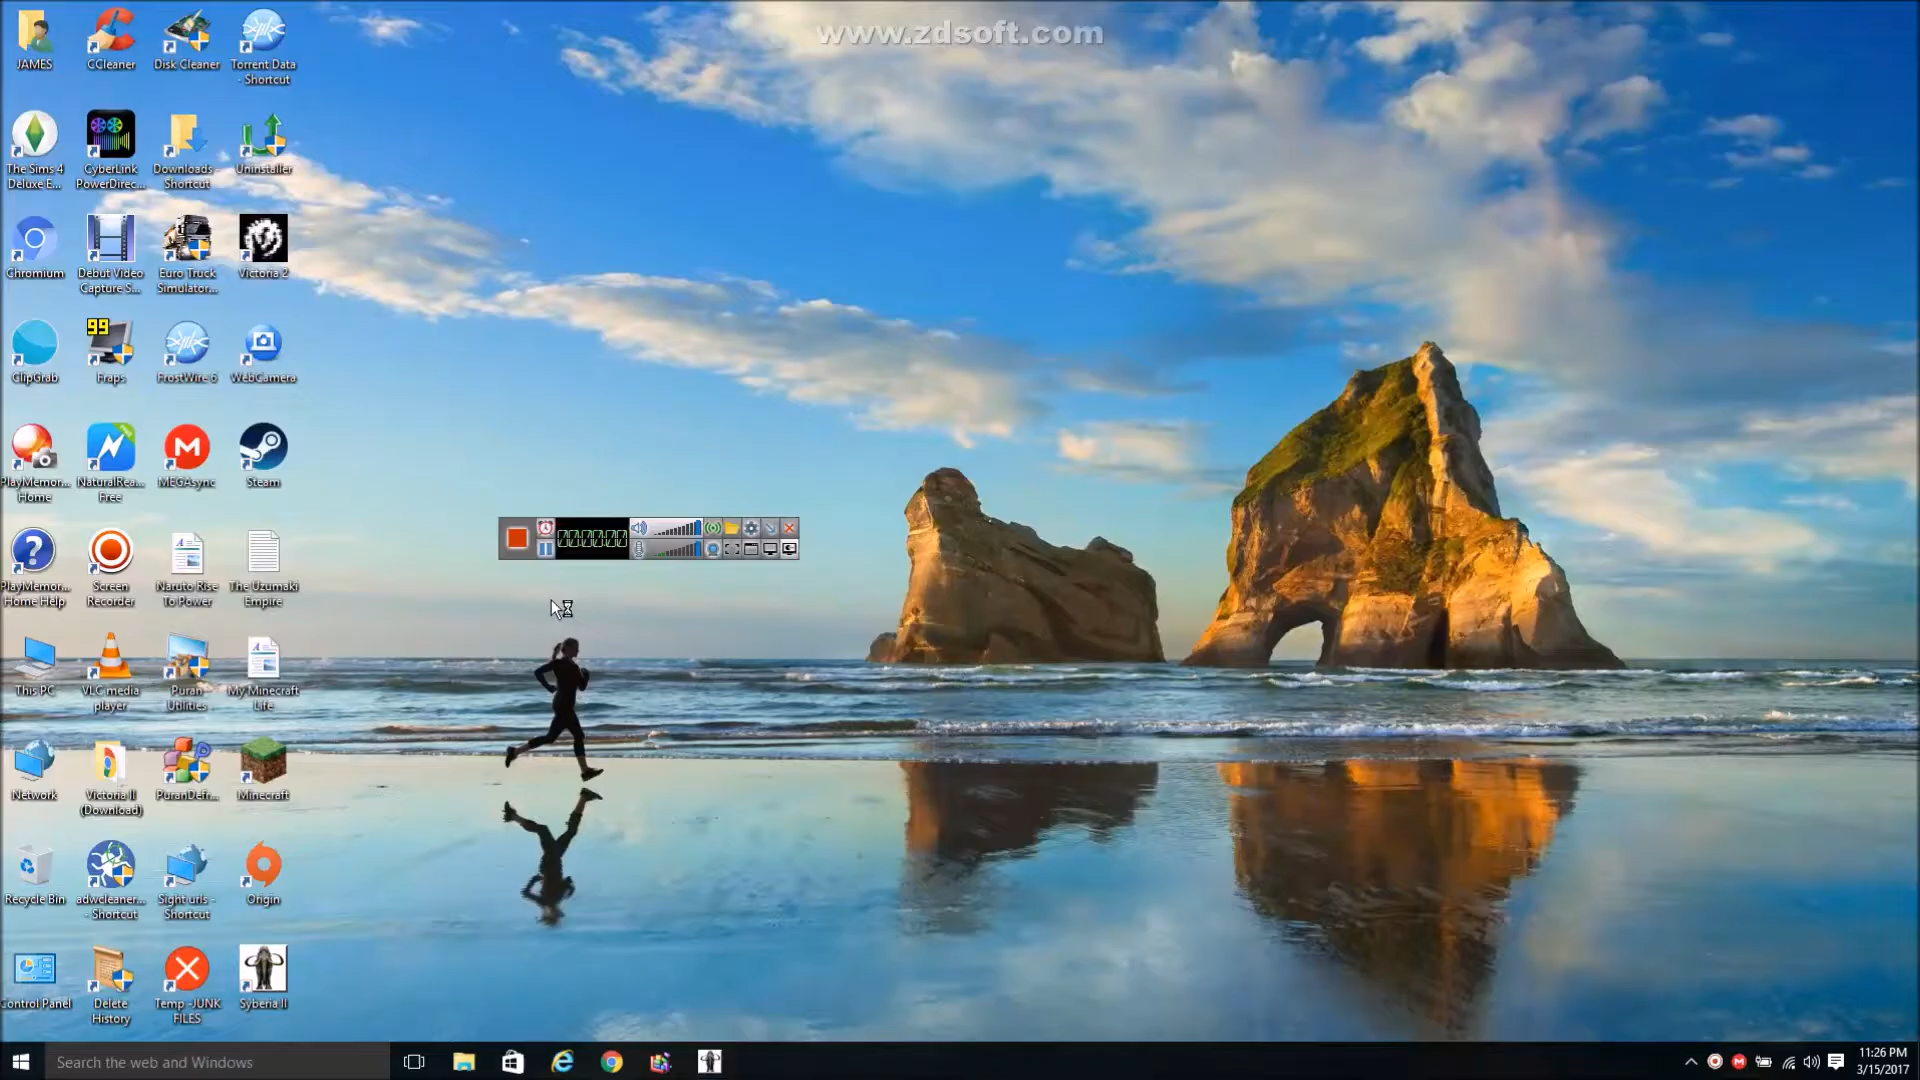 www.zdsoft.com
JAMES
CCleaner
Disk Cleaner
Torrent Data
- Shortcut
The Sims 4
Deluxe E...
CyberLink
PowerDirec...
Downloads -
Shortcut
Uninstaller
Chromium
Debut Video
Capture S...
Euro Truck
Simulator...
Victoria 2
ClipGrab
99
Fraps
FrostWire 6
WebCamera
PlayMemor...
Home
NaturalRea...
Free
MEGAsync
Steam
PlayMemor...
Home Help
Screen
Recorder
Naruto Rise
To Power
The Uzumaki
Empire
This PC
VLC media
player
Puran
Utilities
My Minecraft
Life
Network
Victoria II
(Download)
PuranDefr...
Minecraft
Recycle Bin
adwcleaner...
- Shortcut
Sight urls -
Shortcut
Origin
Control Panel
Delete
History
Temp -JUNK
FILES
Syberia II
Search the web and Windows
11:26 PM
3/15/2017